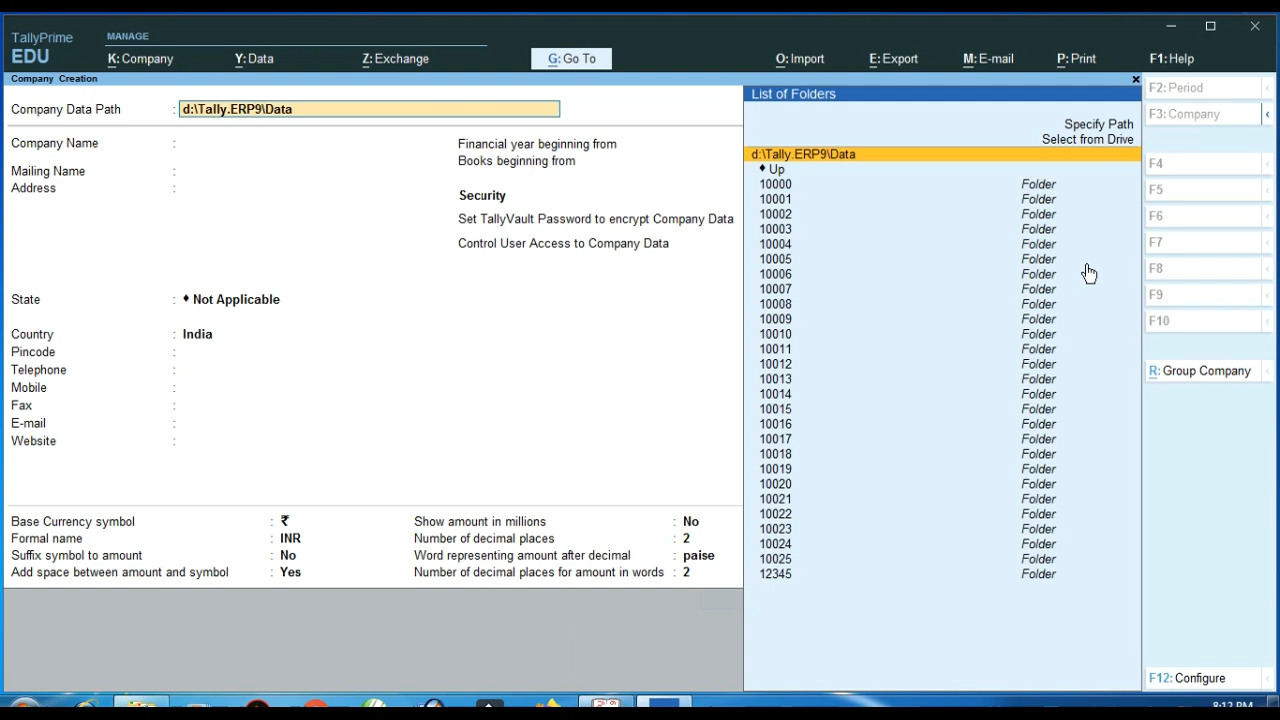 TallyPrime
EDU
MANAGE
K: Company
Y: Data
Z: Exchange
G: Go To
O: Import
E: Export
M: E-mail
P: Print
F1: Help
Company Creation
Company Data Path : d:\Tally.ERP9\Data
Company Name :
Mailing Name :
Address :
State : ♦ Not Applicable
Country : India
Pincode :
Telephone :
Mobile :
Fax :
E-mail :
Website :
Financial year beginning from
Books beginning from
Security
Set TallyVault Password to encrypt Company Data
Control User Access to Company Data
Base Currency symbol : ₹
Formal name : INR
Suffix symbol to amount : No
Add space between amount and symbol : Yes
Show amount in millions : No
Number of decimal places : 2
Word representing amount after decimal : paise
Number of decimal places for amount in words : 2
List of Folders
Specify Path
Select from Drive
d:\Tally.ERP9\Data
♦ Up
10000 Folder
10001 Folder
10002 Folder
10003 Folder
10004 Folder
10005 Folder
10006 Folder
10007 Folder
10008 Folder
10009 Folder
10010 Folder
10011 Folder
10012 Folder
10013 Folder
10014 Folder
10015 Folder
10016 Folder
10017 Folder
10018 Folder
10019 Folder
10020 Folder
10021 Folder
10022 Folder
10023 Folder
10024 Folder
10025 Folder
12345 Folder
F2: Period
F3: Company
F4
F5
F6
F7
F8
F9
F10
R: Group Company
F12: Configure
8:12 PM